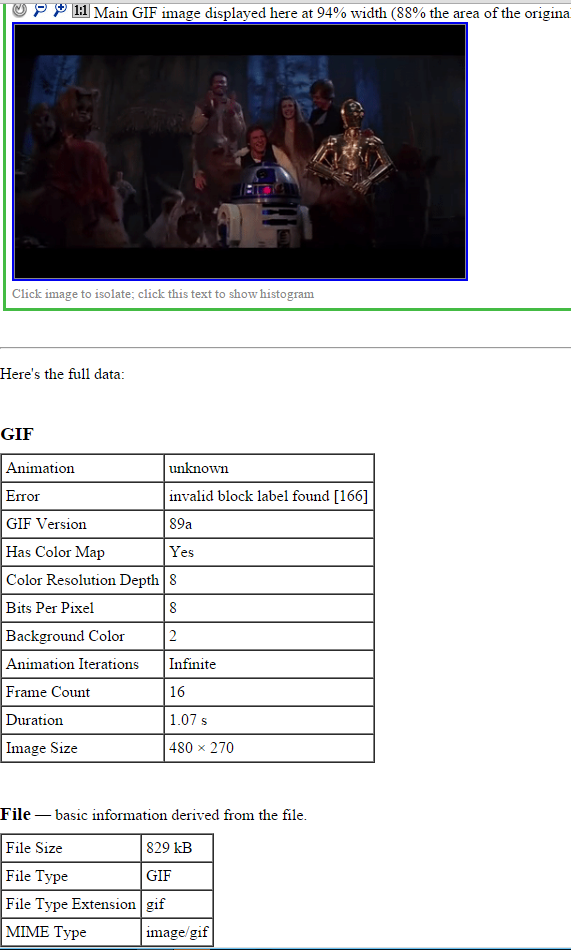 1:1 Main GIF image displayed here at 94% width (88% the area of the origina
Click image to isolate; click this text to show histogram
Here's the full data:
GIF
Animation unknown
Error invalid block label found [166]
GIF Version 89a
Has Color Map Yes
Color Resolution Depth 8
Bits Per Pixel 8
Background Color 2
Animation Iterations Infinite
Frame Count 16
Duration 1.07 s
Image Size 480 × 270
File — basic information derived from the file.
File Size 829 kB
File Type GIF
File Type Extension gif
MIME Type image/gif